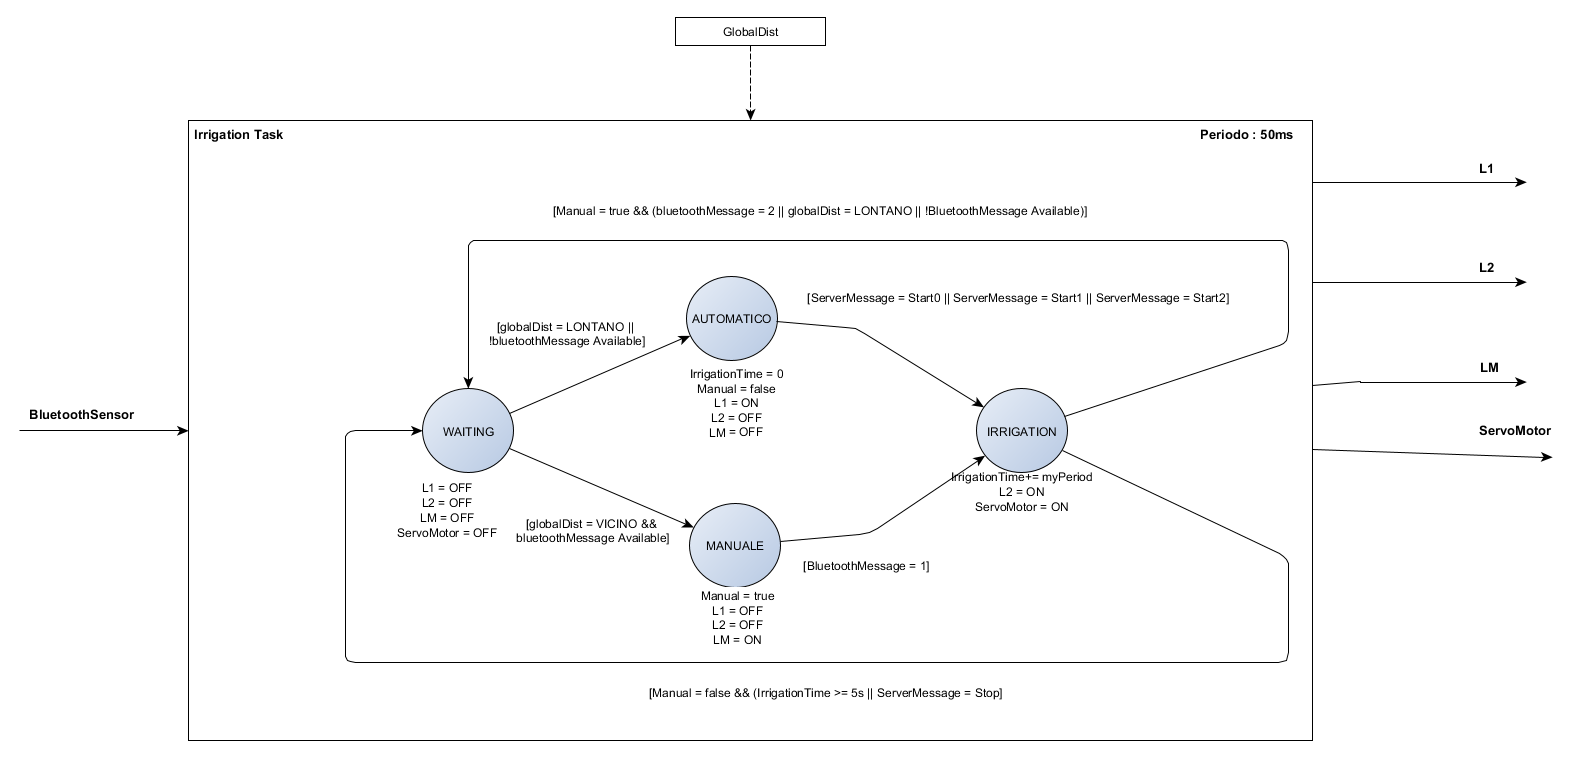 GlobalDist
Irrigation Task
Periodo : 50ms
L1
[Manual = true && (bluetoothMessage = 2 || globalDist = LONTANO || !BluetoothMessage Available)]
L2
[ServerMessage = Start0 || ServerMessage = Start1 || ServerMessage = Start2]
AUTOMATICO
[globalDist = LONTANO ||
!bluetoothMessage Available]
IrrigationTime = 0
Manual = false
L1 = ON
L2 = OFF
LM = OFF
LM
BluetoothSensor
WAITING
IRRIGATION
ServoMotor
L1 = OFF
L2 = OFF
LM = OFF
ServoMotor = OFF
IrrigationTime+= myPeriod
L2 = ON
ServoMotor = ON
[globalDist = VICINO &&
bluetoothMessage Available]
MANUALE
[BluetoothMessage = 1]
Manual = true
L1 = OFF
L2 = OFF
LM = ON
[Manual = false && (IrrigationTime >= 5s || ServerMessage = Stop]